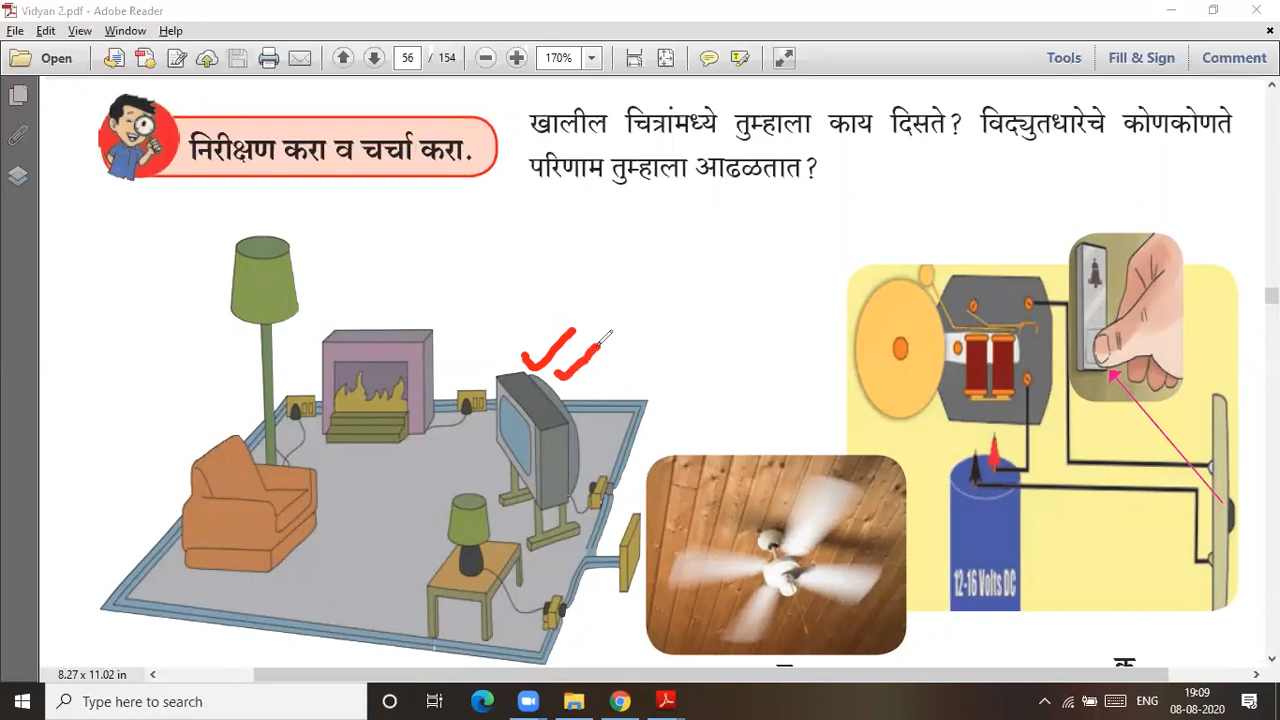 Vidyan 2.pdf - Adobe Reader
File Edit View Window Help
Open 56 / 154 170% Tools Fill & Sign Comment
निरीक्षण करा व चर्चा करा.
खालील चित्रांमध्ये तुम्हाला काय दिसते? विद्युतधारेचे कोणकोणते
परिणाम तुम्हाला आढळतात?
12-16 Volts DC
8.27 x 11.02 in
Type here to search
ENG
19:09
08-08-2020